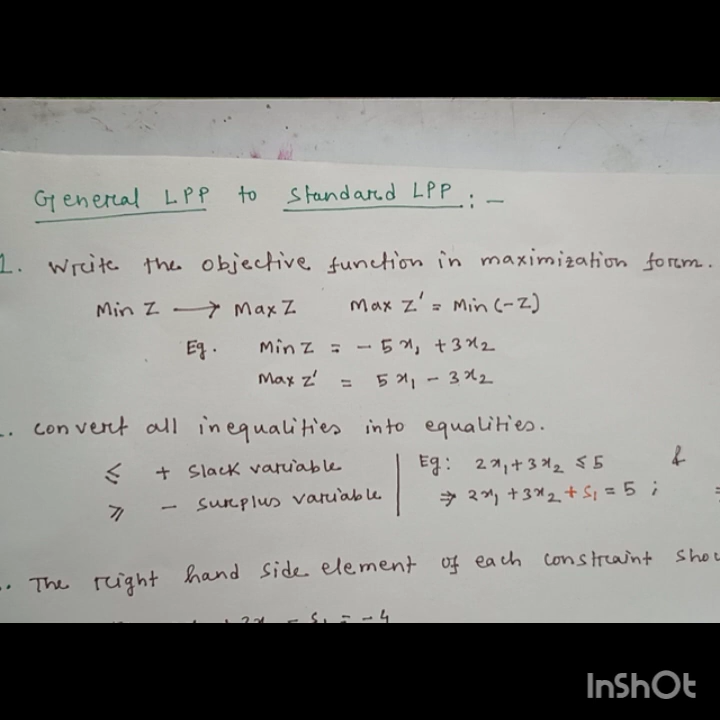 General LPP to Standard LPP :-
1. Write the objective function in maximization form.
Min Z → Max Z Max Z' = Min (-Z)
Eg. Min Z = -5x₁ + 3x₂
Max Z' = 5x₁ - 3x₂
convert all inequalities into equalities.
≤ + slack variable
≥ - surplus variable
Eg: 2x₁+3x₂ ≤ 5 &
⇒ 2x₁+3x₂+s₁ = 5 ;
The right hand side element of each constraint
- s₁ = -4
InShOt